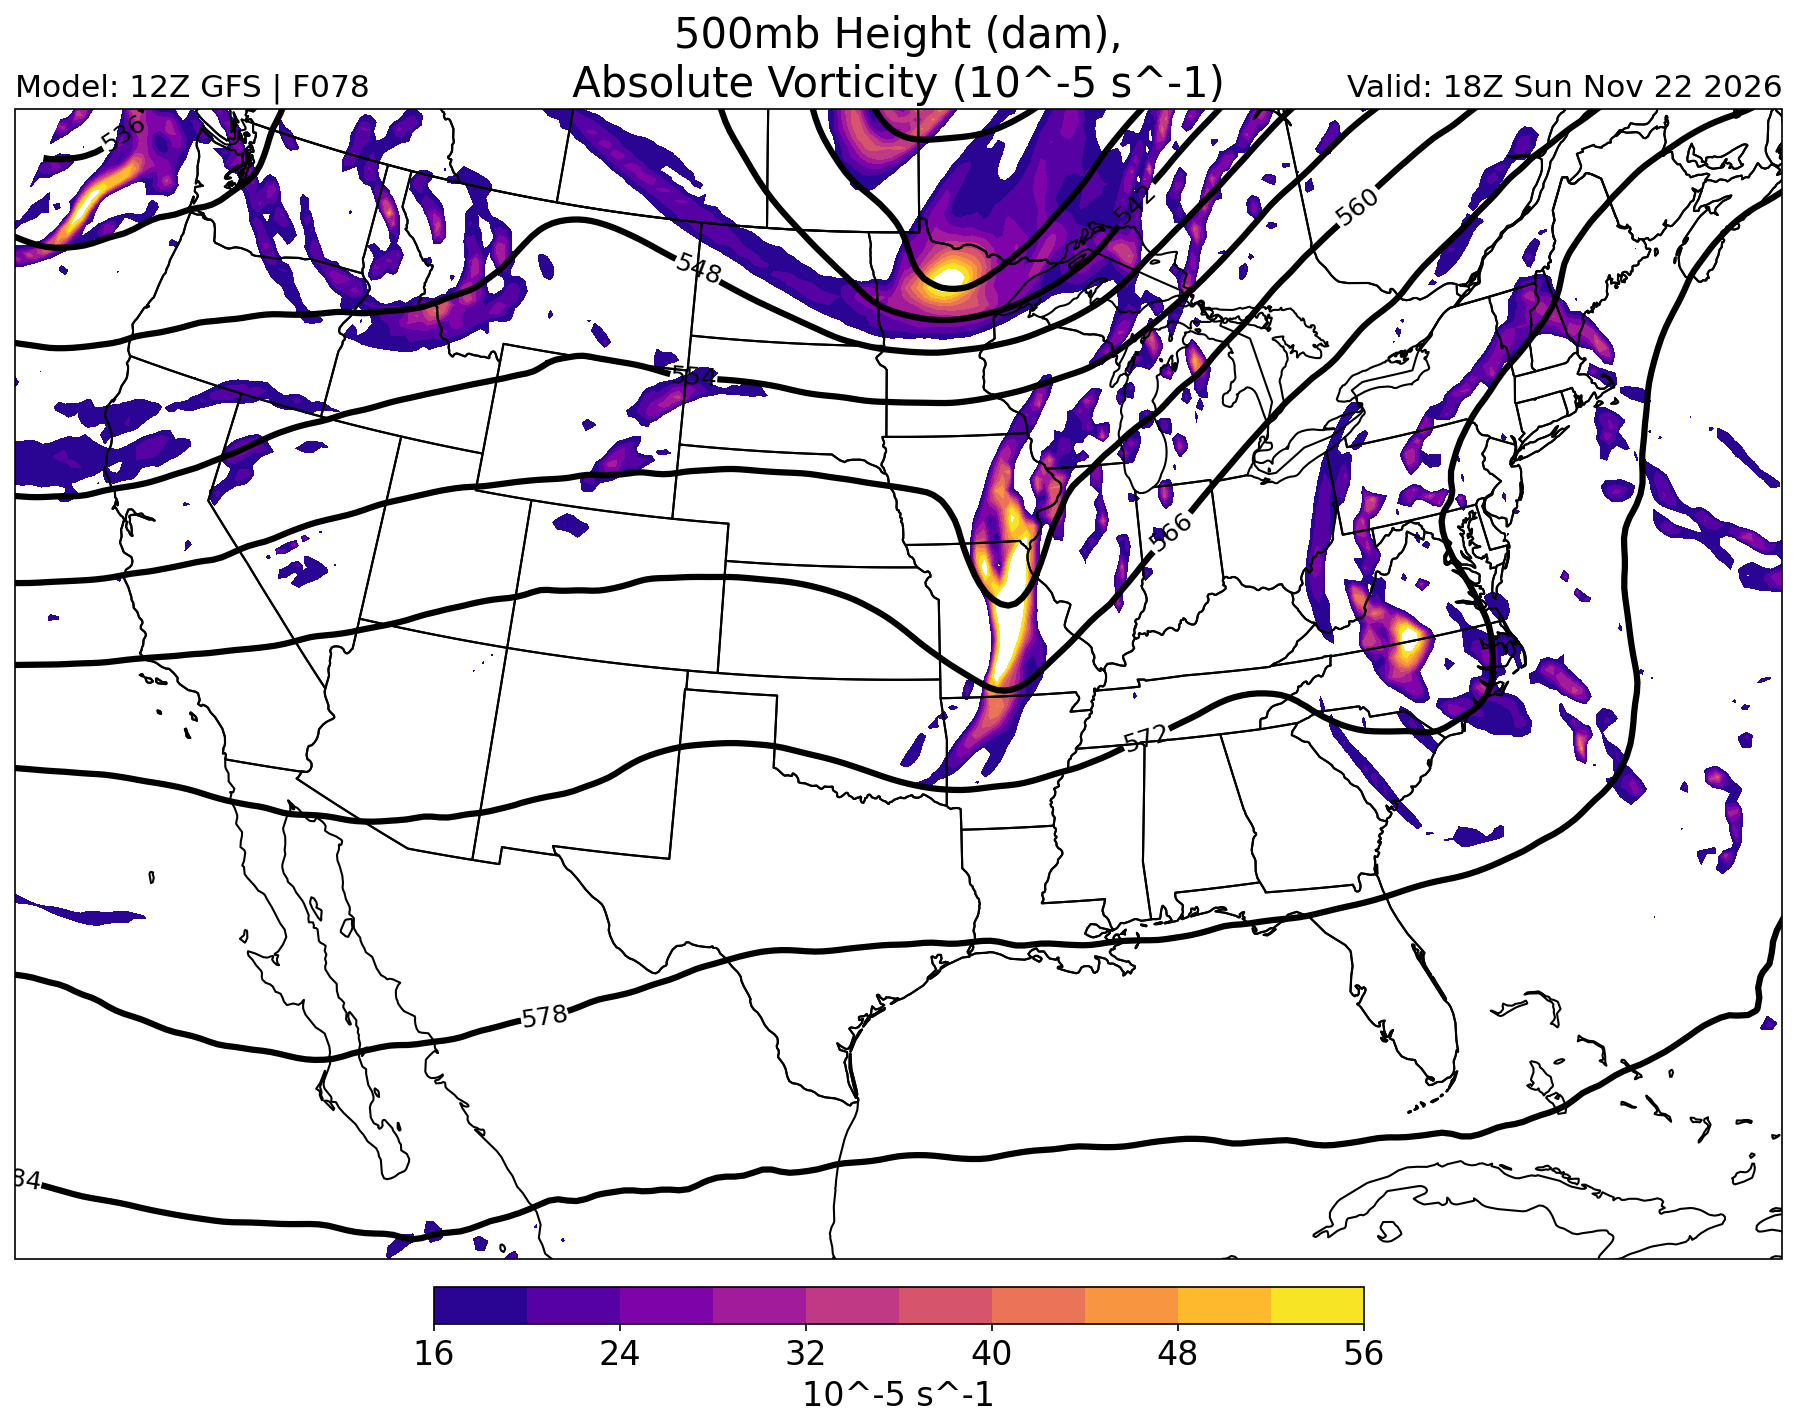 500mb Height (dam),
Absolute Vorticity (10^-5 s^-1)
Model: 12Z GFS | F078
Valid: 18Z Sun Nov 22 2026
536
542
560
548
554
566
572
578
84
16 24 32 40 48 56
10^-5 s^-1